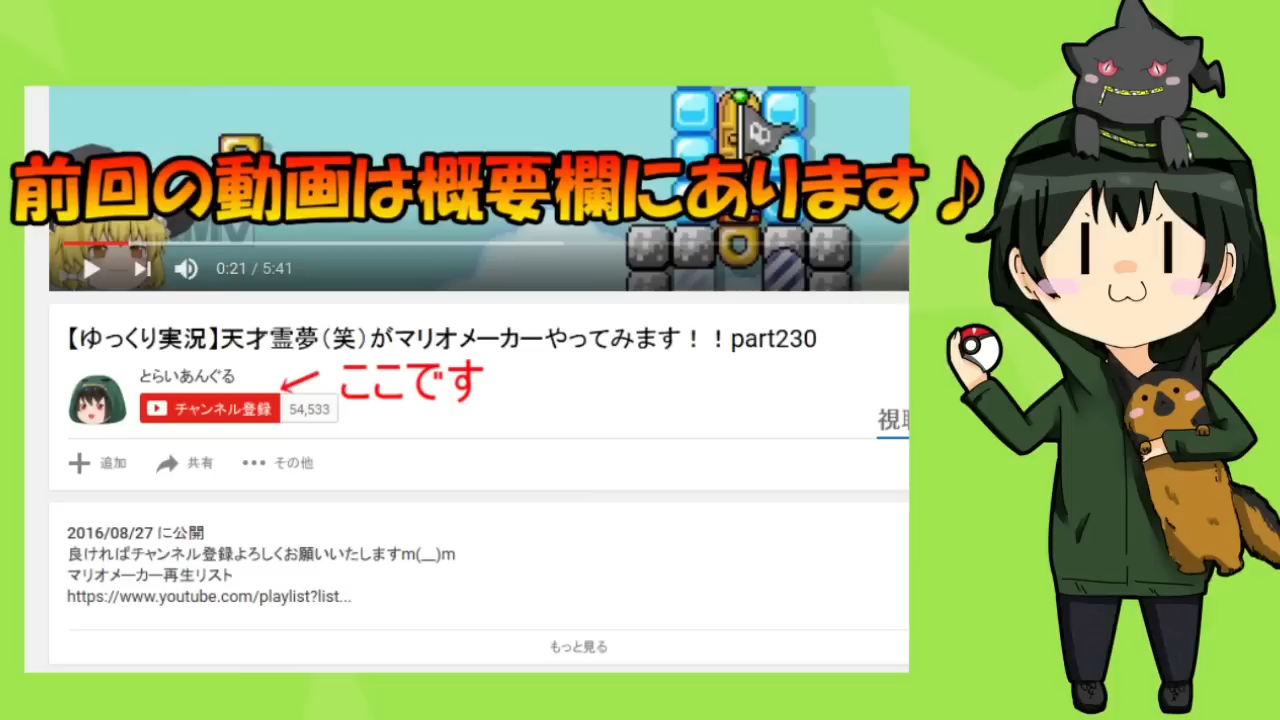 前回の動画は概要欄にあります♪
0:21 / 5:41
【ゆっくり実況】天才霊夢（笑）がマリオメーカーやってみます！！part230
とらいあんぐる
ここです
チャンネル登録 54,533
視聴
追加 共有 その他
2016/08/27 に公開
良ければチャンネル登録よろしくお願いいたしますm(__)m
マリオメーカー再生リスト
https://www.youtube.com/playlist?list...
もっと見る